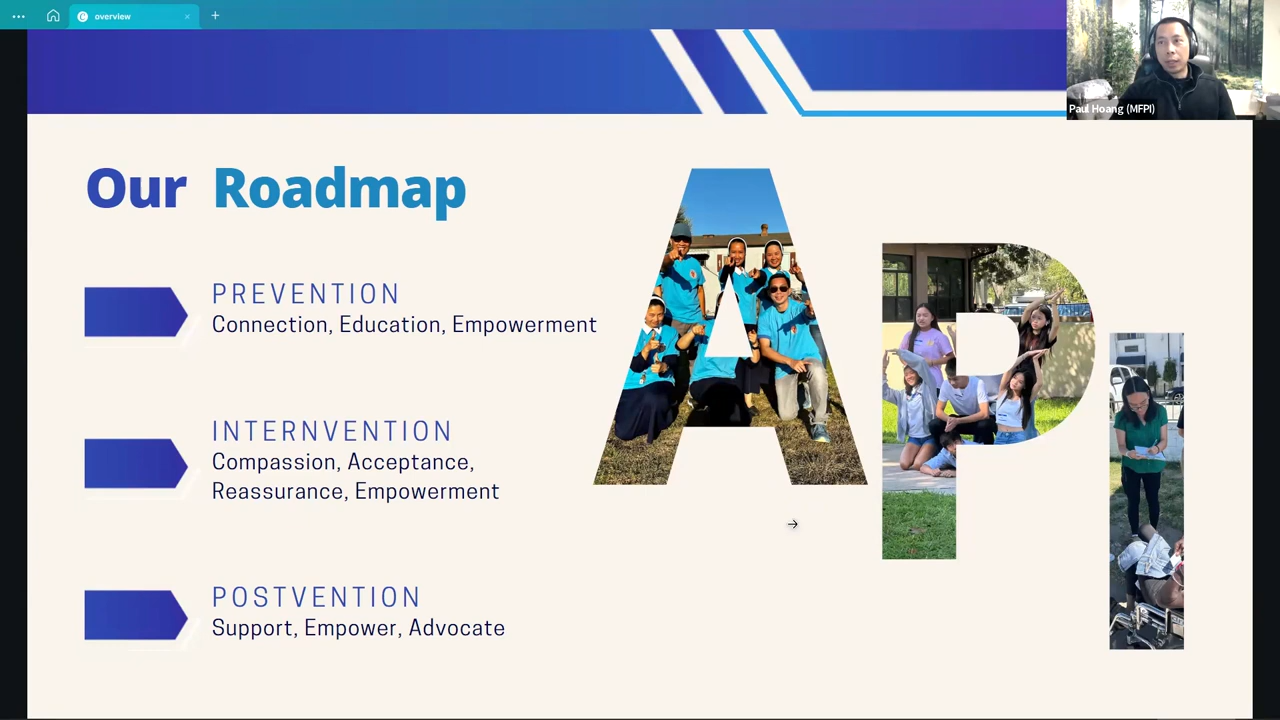 overview
Paul Hoang (MFPI)
Our Roadmap
PREVENTION
Connection, Education, Empowerment
INTERNVENTION
Compassion, Acceptance,
Reassurance, Empowerment
POSTVENTION
Support, Empower, Advocate
API